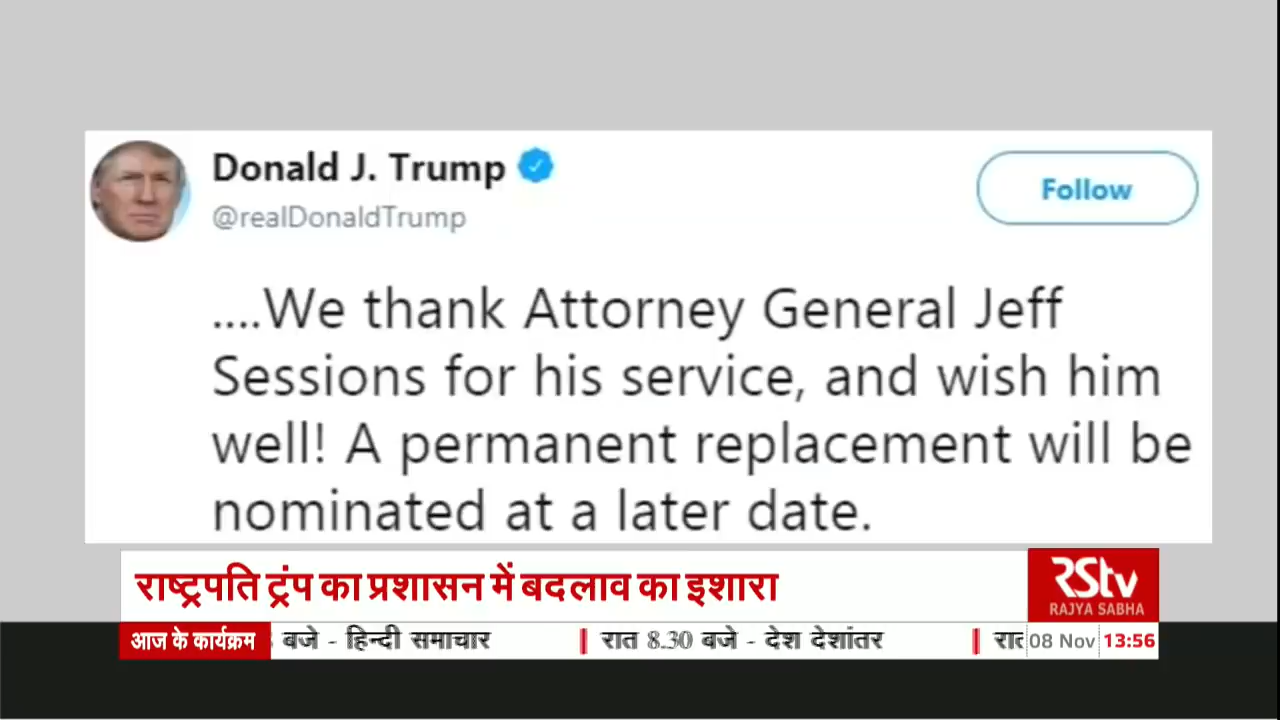 Donald J. Trump
@realDonaldTrump
Follow
....We thank Attorney General Jeff
Sessions for his service, and wish him
well! A permanent replacement will be
nominated at a later date.
राष्ट्रपति ट्रंप का प्रशासन में बदलाव का इशारा
RSTV
RAJYA SABHA
आज के कार्यक्रम
बजे - हिन्दी समाचार | रात 8.30 बजे - देश देशांतर |
08 Nov 13:56